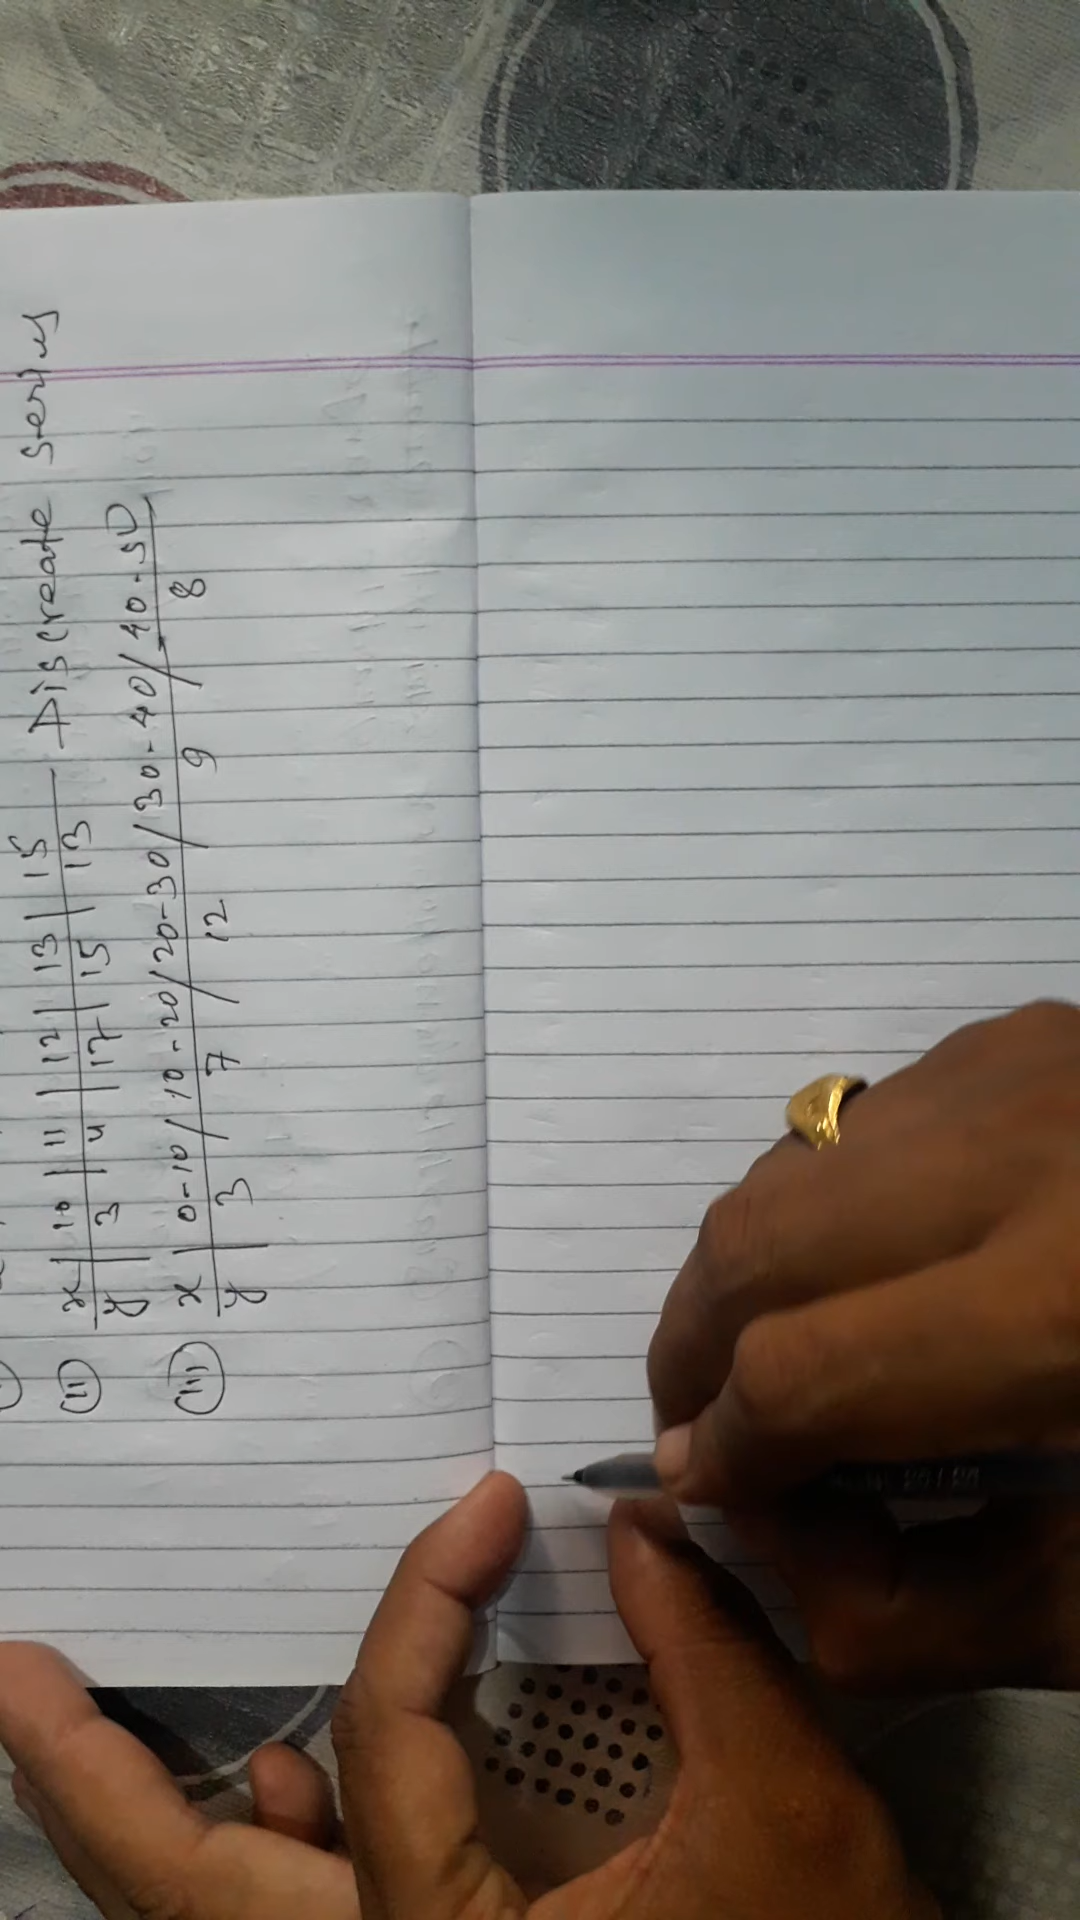 (ii) x | 10 | 11 | 12 | 13 | 15 — Discreate series
y | 3 | 4 | 17 | 15 | 13
(iii) x | 0-10 / 10-20 / 20-30 / 30-40 / 40-50
y | 3 / 7 / 12 / 9 / 8